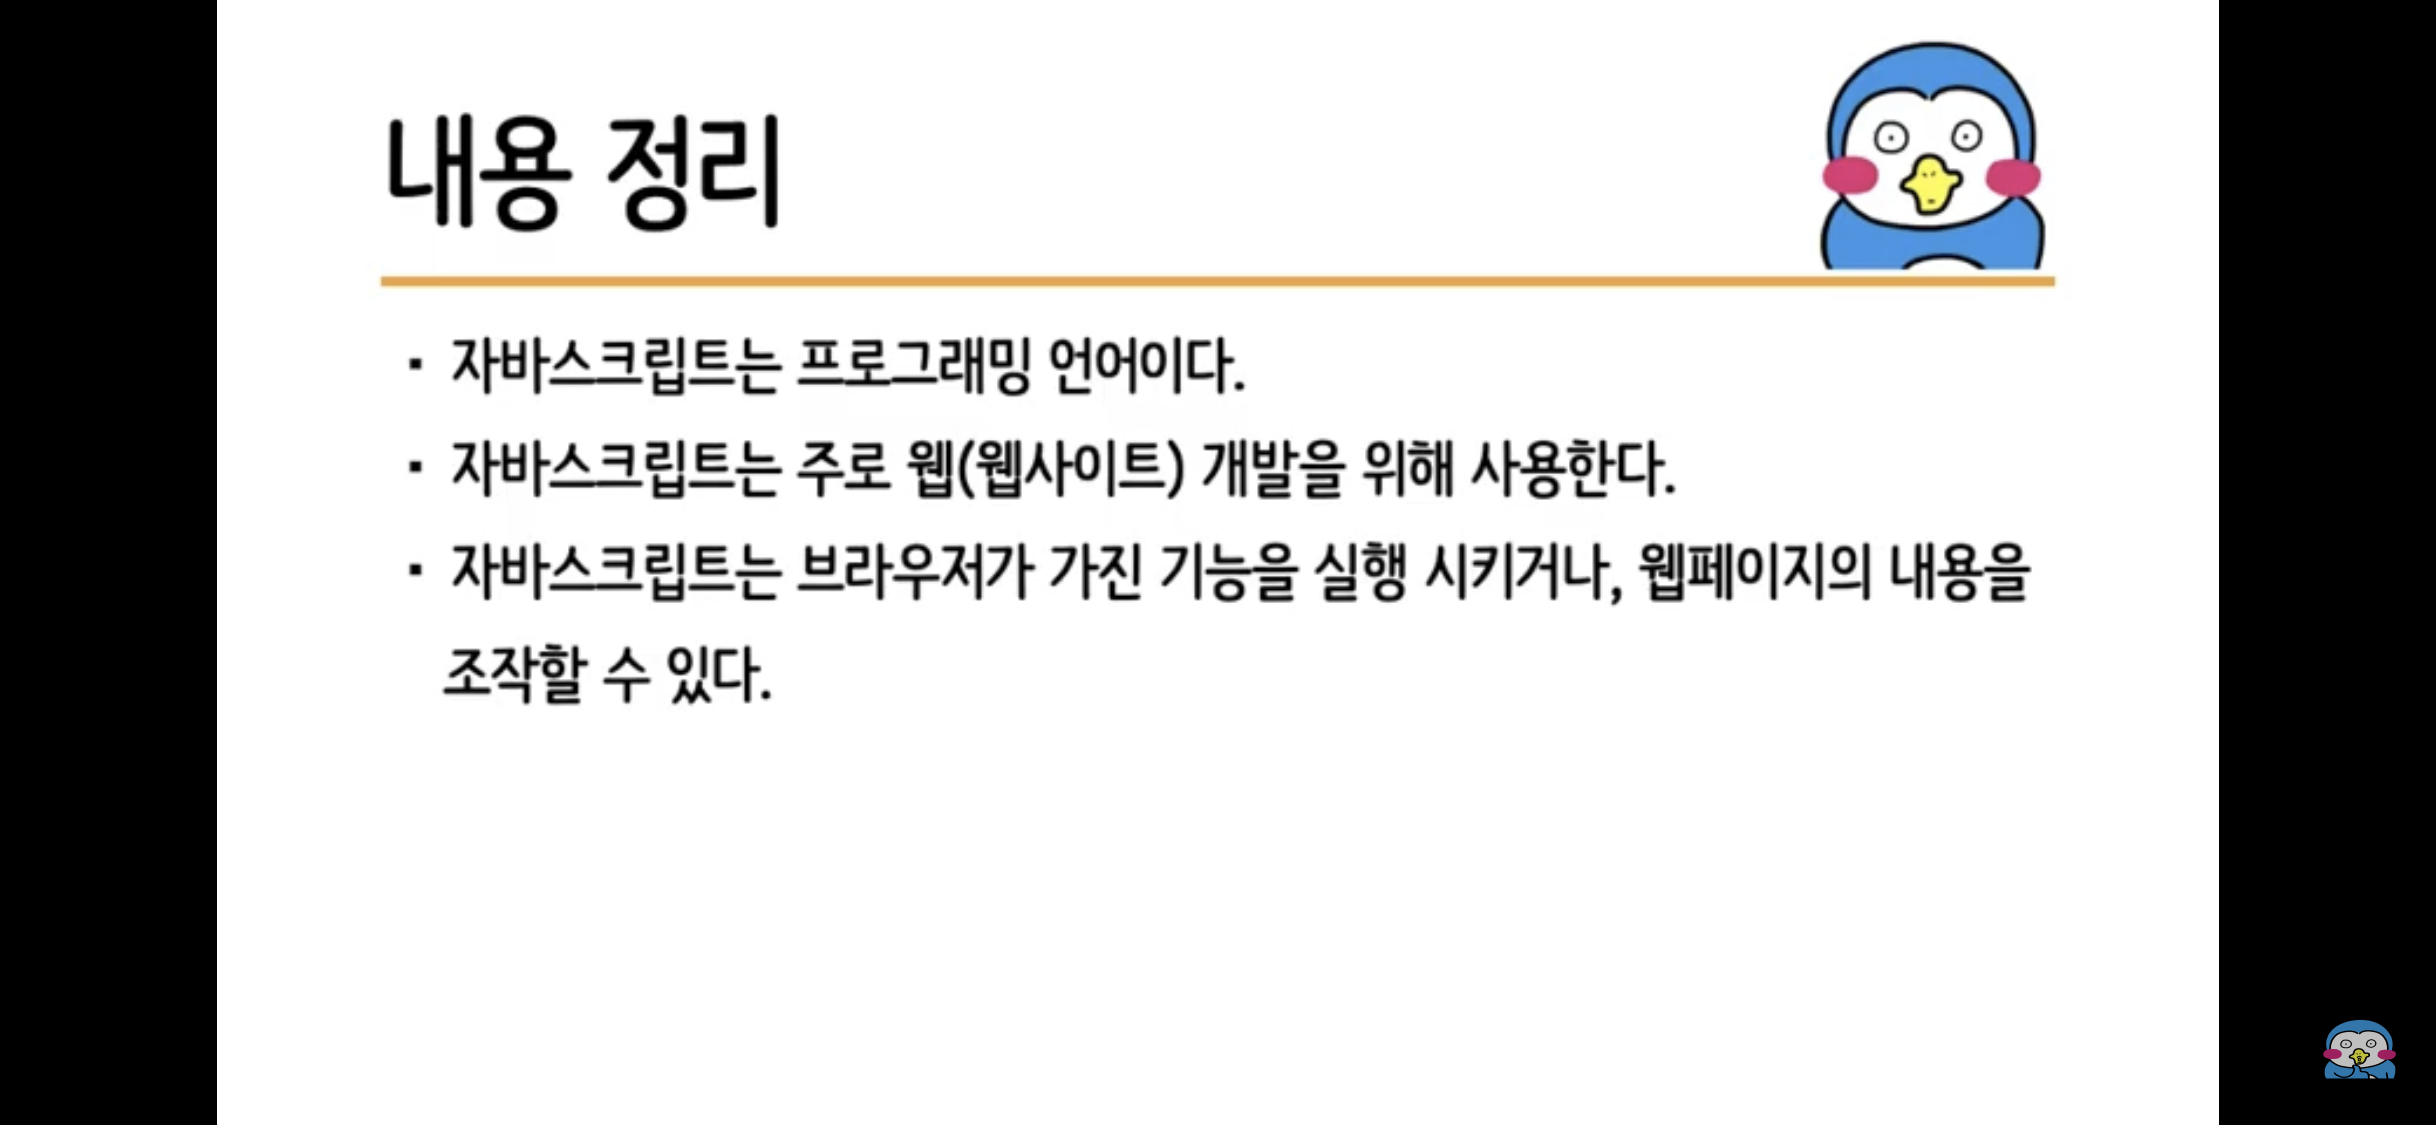 내용 정리
▪ 자바스크립트는 프로그래밍 언어이다.
▪ 자바스크립트는 주로 웹(웹사이트) 개발을 위해 사용한다.
▪ 자바스크립트는 브라우저가 가진 기능을 실행 시키거나, 웹페이지의 내용을
조작할 수 있다.